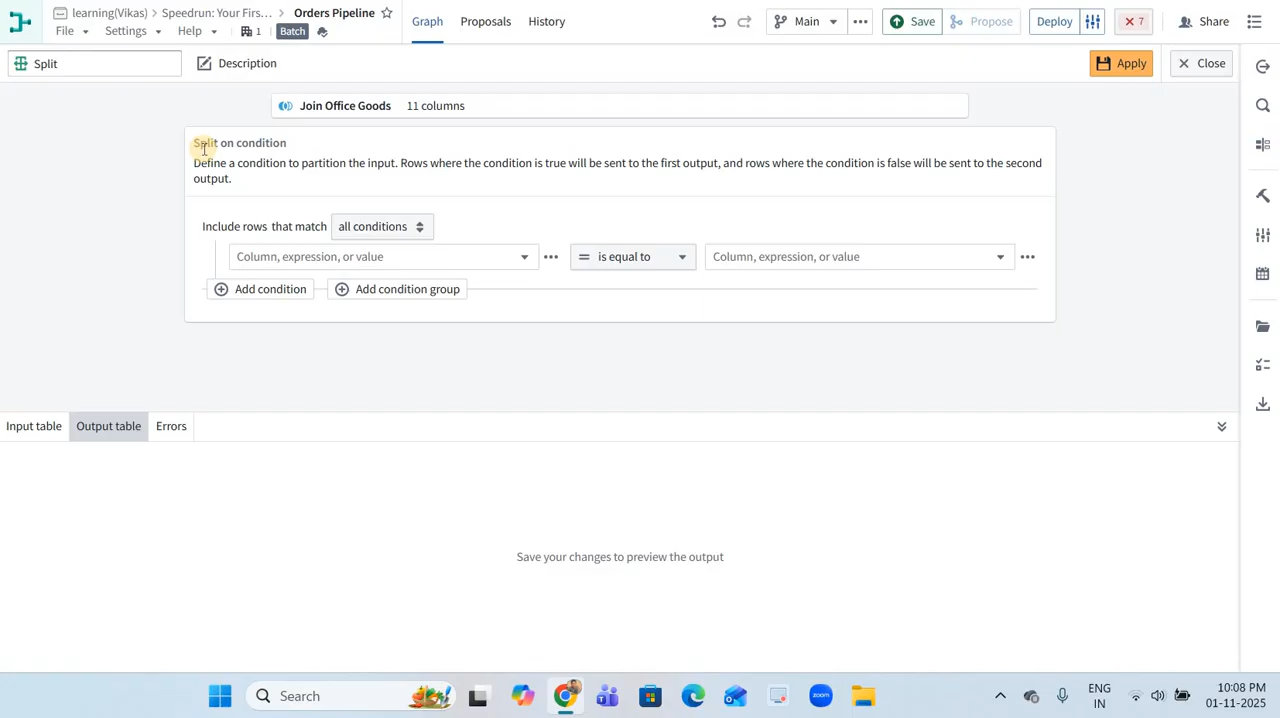 learning(Vikas) > Speedrun: Your Firs... > Orders Pipeline
File Settings Help 1 Batch
Graph Proposals History
Main Save Propose Deploy 7 Share
Split Description Apply Close
Join Office Goods 11 columns
Split on condition
Define a condition to partition the input. Rows where the condition is true will be sent to the first output, and rows where the condition is false will be sent to the second
output.
Include rows that match all conditions
Column, expression, or value = is equal to Column, expression, or value
Add condition Add condition group
Input table Output table Errors
Save your changes to preview the output
Search
zoom
ENG
IN
10:08 PM
01-11-2025